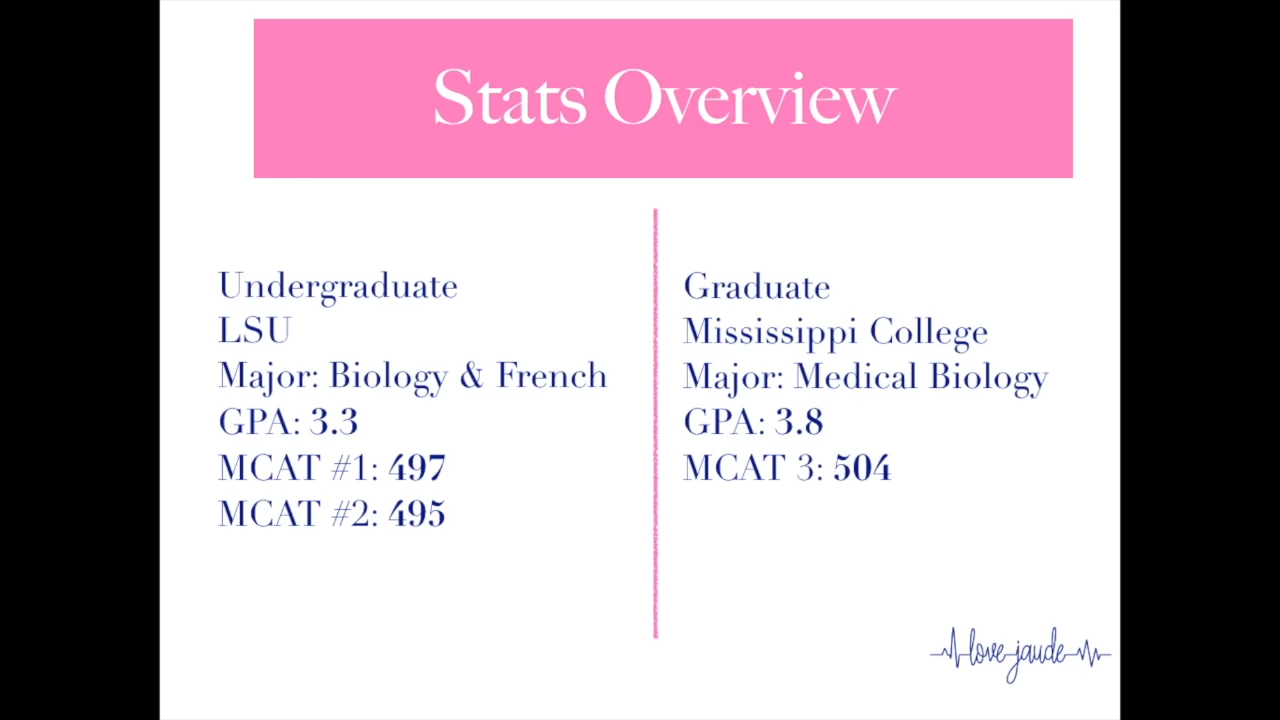 Stats Overview
Undergraduate
LSU
Major: Biology & French
GPA: 3.3
MCAT #1: 497
MCAT #2: 495
Graduate
Mississippi College
Major: Medical Biology
GPA: 3.8
MCAT 3: 504
love jaude